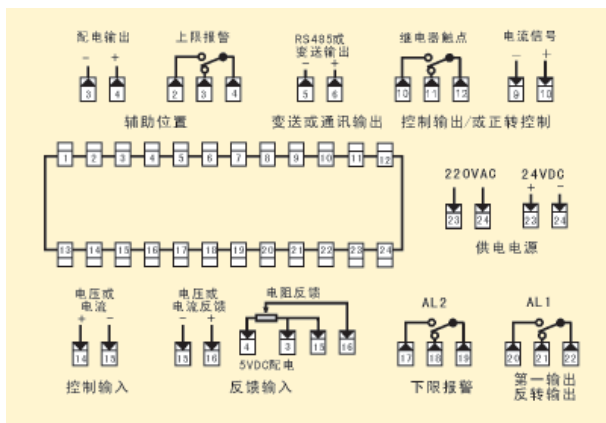 配电输出 上限报警 RS485或 变送输出 继电器触点 电流信号
- + - + - +
3 4 2 3 4 5 6 10 11 12 9 10
辅助位置 变送或通讯输出 控制输出/或正转控制
1 2 3 4 5 6 7 8 9 10 11 12
220VAC 24VDC
+ -
23 24 23 24
供电电源
13 14 15 16 17 18 19 20 21 22 23 24
电压或 电流 电压或 电流反馈 电阻反馈 AL2 AL1
+ - - +
14 15 15 16 4 3 15 16 17 18 19 20 21 22
5VDC配电
控制输入 反馈输入 下限报警 第一输出
反转输出